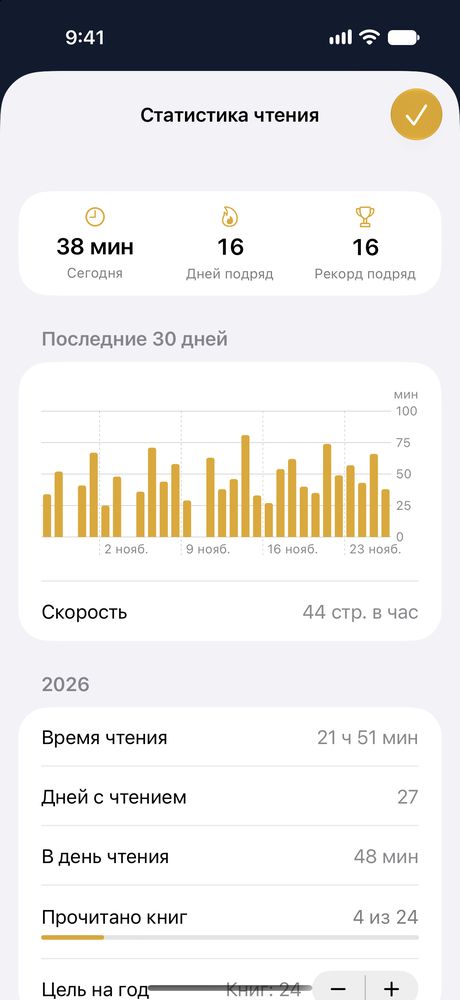 9:41
Статистика чтения
38 мин
16
16
Сегодня
Дней подряд
Рекорд подряд
Последние 30 дней
мин
100
75
50
25
0
2 нояб.
9 нояб.
16 нояб.
23 нояб.
Скорость
44 стр. в час
2026
Время чтения
21 ч 51 мин
Дней с чтением
27
В день чтения
48 мин
Прочитано книг
4 из 24
Цель на год
Книг: 24